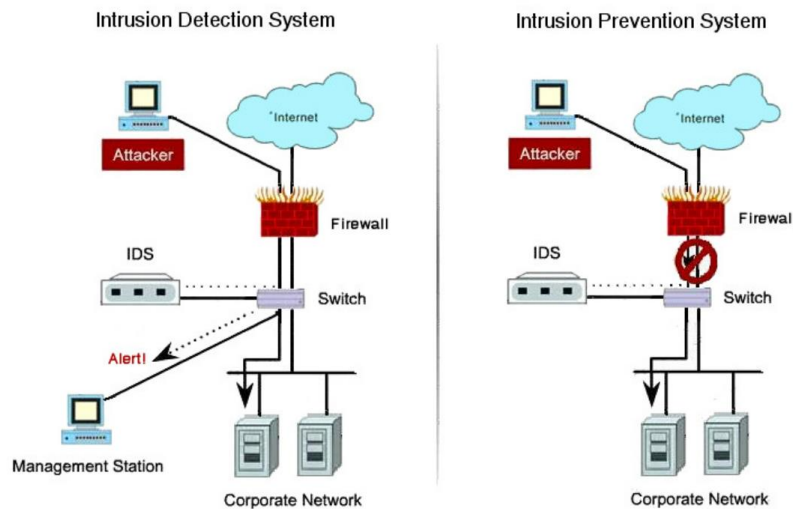 Intrusion Detection System
Internet
Attacker
Firewall
IDS
Switch
Alert!
Management Station
Corporate Network
Intrusion Prevention System
Internet
Attacker
Firewal
IDS
Switch
Corporate Network